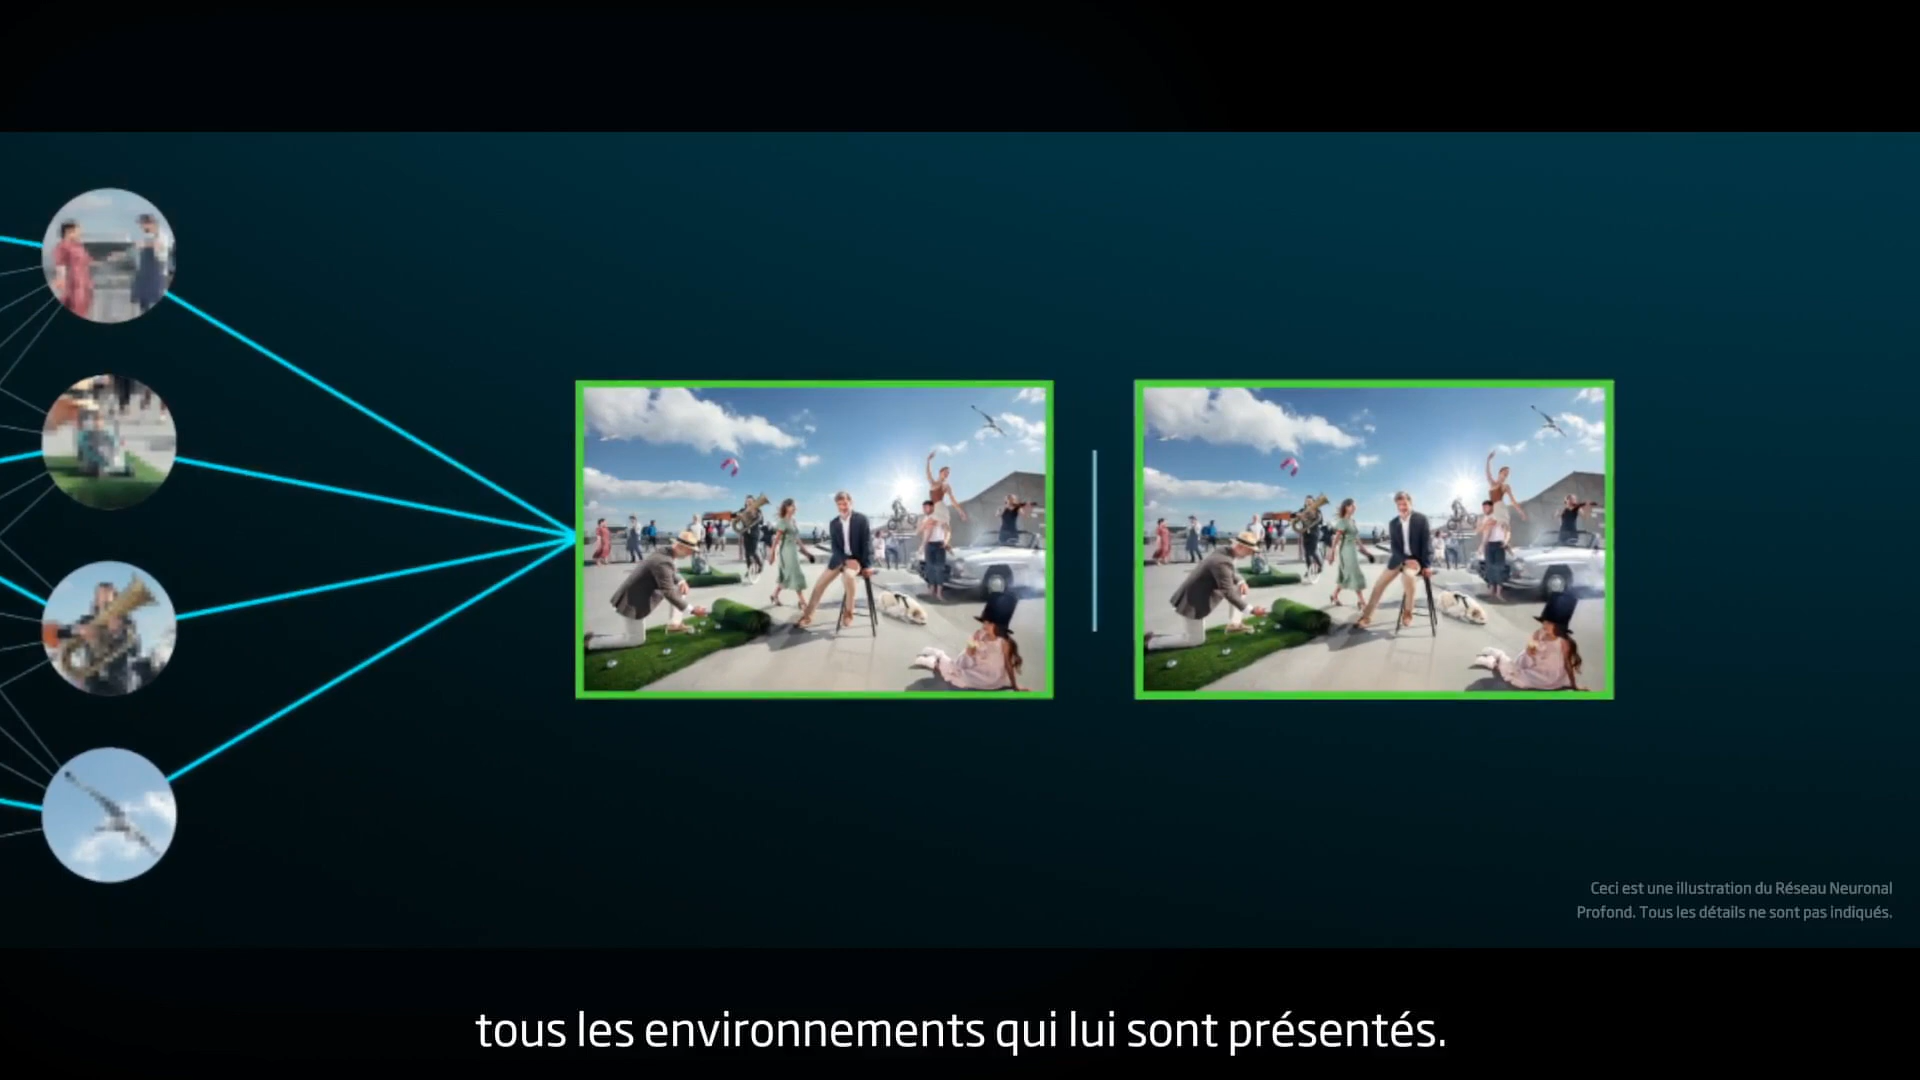 Ceci est une illustration du Réseau Neuronal
Profond. Tous les détails ne sont pas indiqués.
tous les environnements qui lui sont présentés.